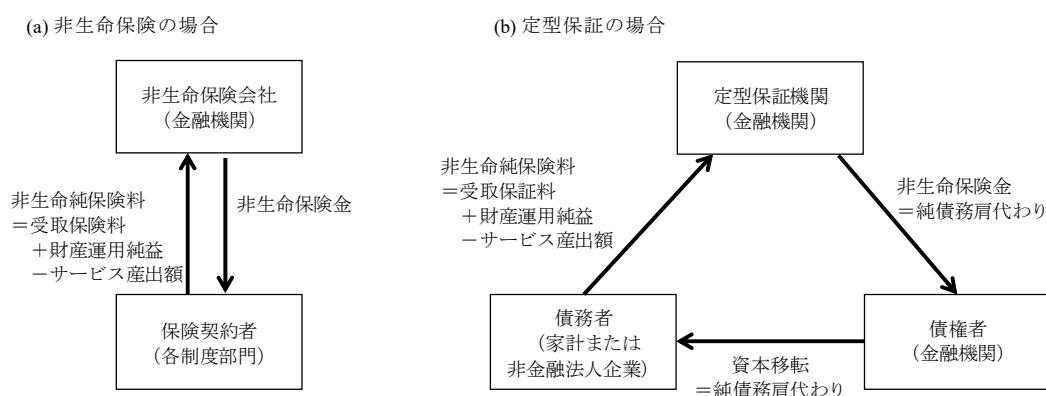 (a) 非生命保険の場合
非生命保険会社
（金融機関）
非生命純保険料
＝受取保険料
＋財産運用純益
－サービス産出額
非生命保険金
保険契約者
（各制度部門）
(b) 定型保証の場合
定型保証機関
（金融機関）
非生命純保険料
＝受取保証料
＋財産運用純益
－サービス産出額
非生命保険金
＝純債務肩代わり
債務者
（家計または
非金融法人企業）
債権者
（金融機関）
資本移転
＝純債務肩代わり